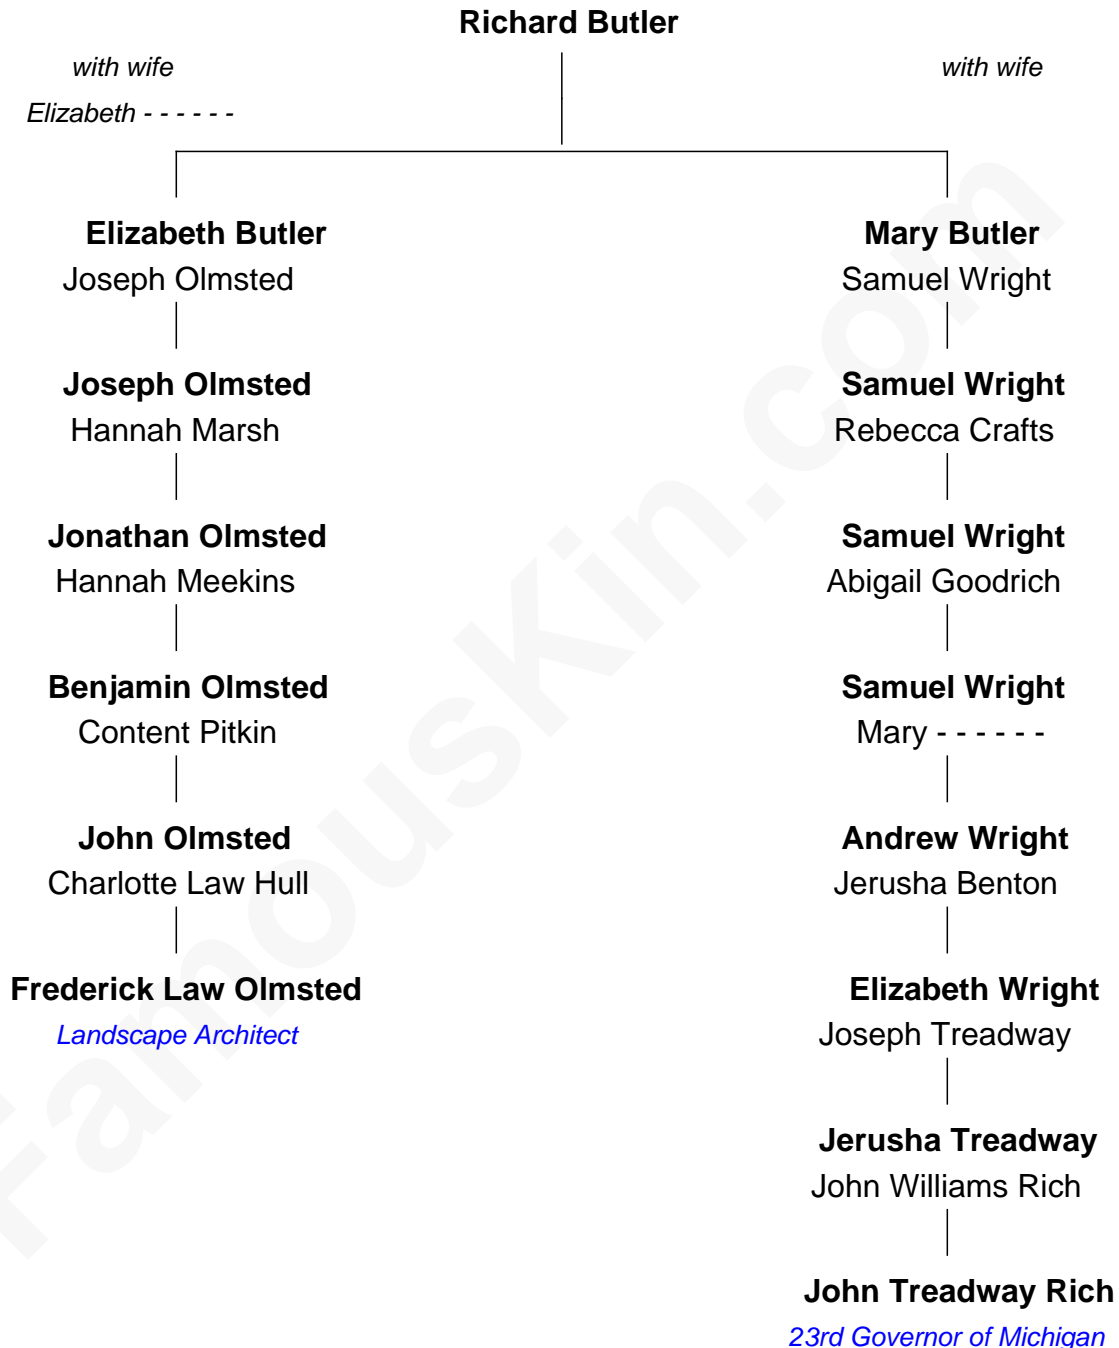 Richard Butler
with wife
with wife
Elizabeth - - - - - -
Elizabeth Butler
Mary Butler
Joseph Olmsted
Samuel Wright
Joseph Olmsted
Samuel Wright
Hannah Marsh
Rebecca Crafts
Jonathan Olmsted
Samuel Wright
Hannah Meekins
Abigail Goodrich
Benjamin Olmsted
Samuel Wright
Content Pitkin
Mary - - - - - -
John Olmsted
Andrew Wright
Charlotte Law Hull
Jerusha Benton
Frederick Law Olmsted
Elizabeth Wright
Landscape Architect
Joseph Treadway
Jerusha Treadway
John Williams Rich
John Treadway Rich
23rd Governor of Michigan
FamousKin.com